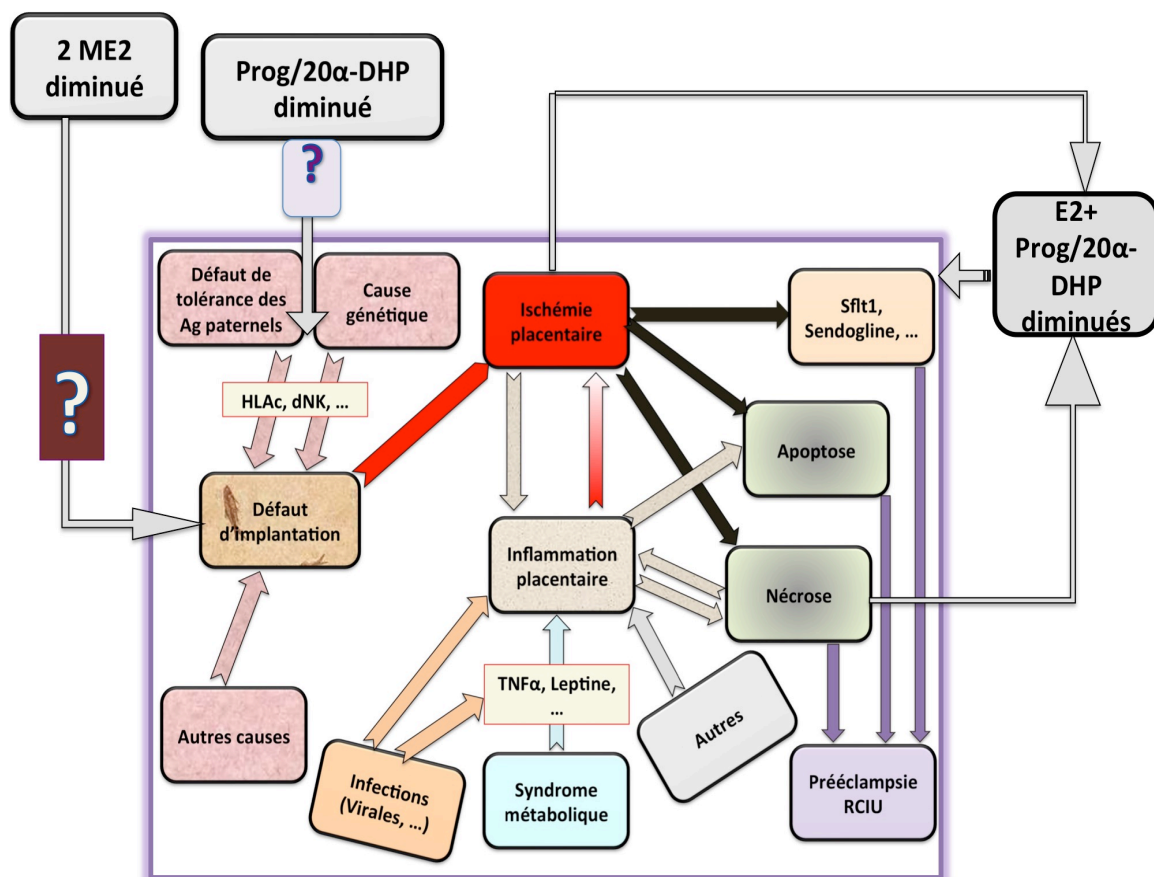 2 ME2
diminué
Prog/20α-DHP
diminué
?
?
E2+
Prog/20α-
DHP
diminués
Défaut de
tolérance des
Ag paternels
Cause
génétique
Ischémie
placentaire
Sflt1,
Sendogline, ...
HLAc, dNK, ...
Apoptose
Défaut
d'implantation
Inflammation
placentaire
Nécrose
TNFα, Leptine,
...
Autres causes
Infections
(Virales, ...)
Syndrome
métabolique
Autres
Prééclampsie
RCIU